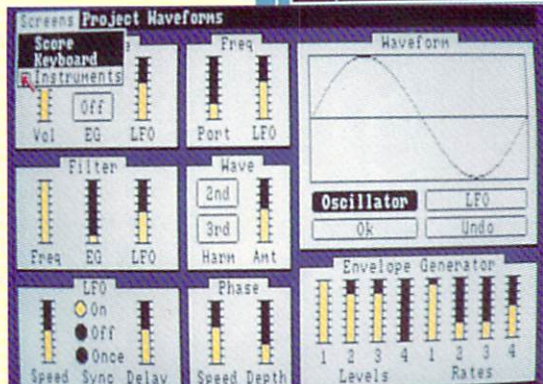 Screens Project Waveforms
Score
Keyboard
Instruments
Off
Vol EG LFO
Freq
Port LFO
Waveform
Oscillator LFO
Ok Undo
Filter
Freq EG LFO
Wave
2nd
3rd
Harm Amt
LFO
On
Off
Once
Speed Sync Delay
Phase
Speed Depth
Envelope Generator
1 2 3 4 1 2 3 4
Levels Rates